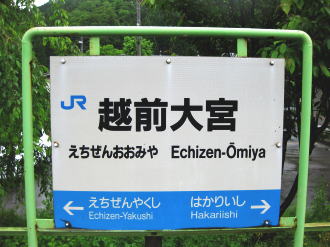 JR 越前大宮
えちぜんおおみや Echizen-Ōmiya
えちぜんやくし はかりいし
← Echizen-Yakushi Hakariishi →